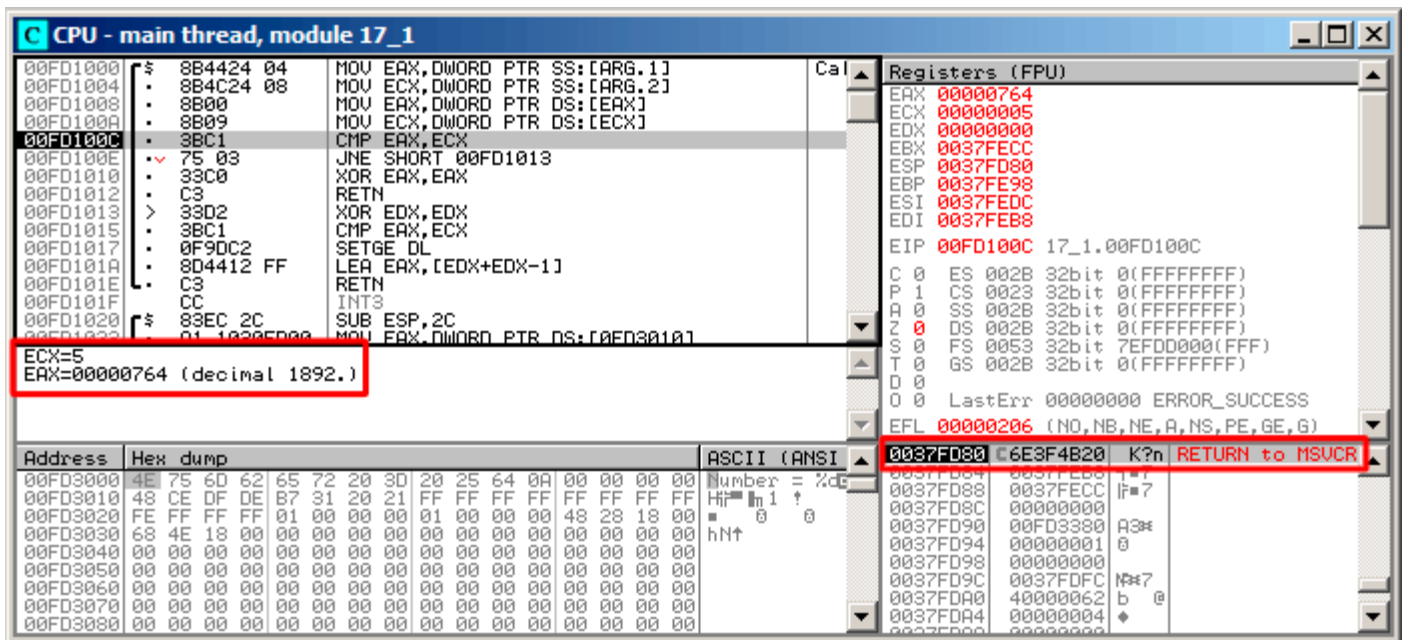 CPU - main thread, module 17_1
00FD1000 $ 8B4424 04 MOV EAX,DWORD PTR SS:[ARG.1] Cal
00FD1004 . 8B4C24 08 MOV ECX,DWORD PTR SS:[ARG.2]
00FD1008 . 8B00 MOV EAX,DWORD PTR DS:[EAX]
00FD100A . 8B09 MOV ECX,DWORD PTR DS:[ECX]
00FD100C . 3BC1 CMP EAX,ECX
00FD100E . 75 03 JNE SHORT 00FD1013
00FD1010 . 33C0 XOR EAX,EAX
00FD1012 . C3 RETN
00FD1013 > 33D2 XOR EDX,EDX
00FD1015 . 3BC1 CMP EAX,ECX
00FD1017 . 0F9DC2 SETGE DL
00FD101A . 8D4412 FF LEA EAX,[EDX+EDX-1]
00FD101E . C3 RETN
00FD101F CC INT3
00FD1020 $ 83EC 2C SUB ESP,2C
MOV EAX,DWORD PTR DS:[0FD3010]
ECX=5
EAX=00000764 (decimal 1892.)
Registers (FPU)
EAX 00000764
ECX 00000005
EDX 00000000
EBX 0037FECC
ESP 0037FD80
EBP 0037FE98
ESI 0037FEDC
EDI 0037FEB8
EIP 00FD100C 17_1.00FD100C
C 0 ES 002B 32bit 0(FFFFFFFF)
P 1 CS 0023 32bit 0(FFFFFFFF)
A 0 SS 002B 32bit 0(FFFFFFFF)
Z 0 DS 002B 32bit 0(FFFFFFFF)
S 0 FS 0053 32bit 7EFDD000(FFF)
T 0 GS 002B 32bit 0(FFFFFFFF)
D 0
O 0 LastErr 00000000 ERROR_SUCCESS
EFL 00000206 (NO,NB,NE,A,NS,PE,GE,G)
Address Hex dump ASCII (ANSI
00FD3000 4E 75 6D 62 65 72 20 3D 20 25 64 0A 00 00 00 00 Number = %d
00FD3010 48 CE DF DE B7 31 20 21 FF FF FF FF FF FF FF FF
00FD3020 FE FF FF FF 01 00 00 00 01 00 00 00 48 28 18 00
00FD3030 68 4E 18 00 00 00 00 00 00 00 00 00 00 00 00 00 hN↑
00FD3040 00 00 00 00 00 00 00 00 00 00 00 00 00 00 00 00
00FD3050 00 00 00 00 00 00 00 00 00 00 00 00 00 00 00 00
00FD3060 00 00 00 00 00 00 00 00 00 00 00 00 00 00 00 00
00FD3070 00 00 00 00 00 00 00 00 00 00 00 00 00 00 00 00
00FD3080 00 00 00 00 00 00 00 00 00 00 00 00 00 00 00 00
0037FD80 6E3F4B20 K?n RETURN to MSVCR
0037FD84 0037FEB8
0037FD88 0037FECC
0037FD8C 00000000
0037FD90 00FD3380
0037FD94 00000001
0037FD98 00000000
0037FD9C 0037FDFC
0037FDA0 40000062 b @
0037FDA4 00000004 ♦